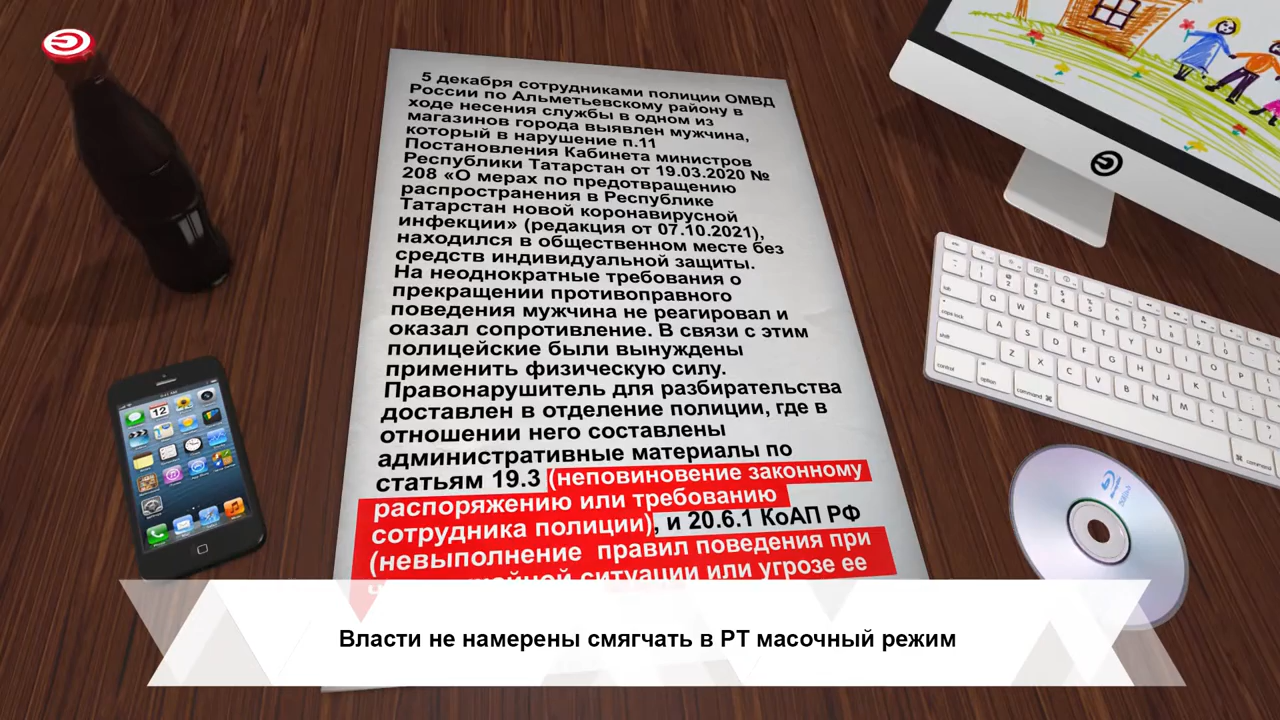 5 декабря сотрудниками полиции ОМВД
России по Альметьевскому району в
ходе несения службы в одном из
магазинов города выявлен мужчина,
который в нарушение п.11
Постановления Кабинета министров
Республики Татарстан от 19.03.2020 №
208 «О мерах по предотвращению
распространения в Республике
Татарстан новой коронавирусной
инфекции» (редакция от 07.10.2021),
находился в общественном месте без
средств индивидуальной защиты.
На неоднократные требования о
прекращении противоправного
поведения мужчина не реагировал и
оказал сопротивление. В связи с этим
полицейские были вынуждены
применить физическую силу.
Правонарушитель для разбирательства
доставлен в отделение полиции, где в
отношении него составлены
административные материалы по
статьям 19.3 (неповиновение законному
распоряжению или требованию
сотрудника полиции), и 20.6.1 КоАП РФ
(невыполнение правил поведения при
ситуации или угрозе ее
Власти не намерены смягчать в РТ масочный режим